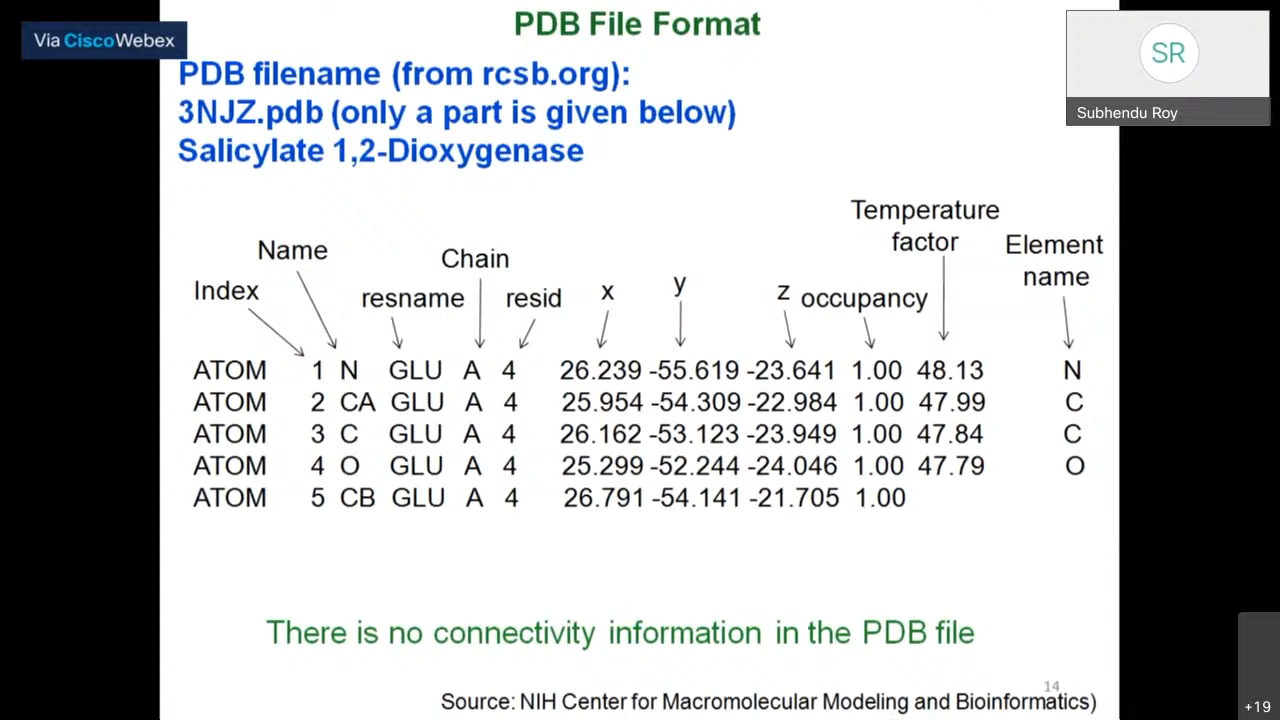 PDB File Format
Via CiscoWebex
SR
Subhendu Roy
PDB filename (from rcsb.org):
3NJZ.pdb (only a part is given below)
Salicylate 1,2-Dioxygenase
Temperature
factor
Element
name
Name
Chain
Index
resname
resid
x
y
z
occupancy
ATOM 1 N GLU A 4 26.239 -55.619 -23.641 1.00 48.13 N
ATOM 2 CA GLU A 4 25.954 -54.309 -22.984 1.00 47.99 C
ATOM 3 C GLU A 4 26.162 -53.123 -23.949 1.00 47.84 C
ATOM 4 O GLU A 4 25.299 -52.244 -24.046 1.00 47.79 O
ATOM 5 CB GLU A 4 26.791 -54.141 -21.705 1.00
There is no connectivity information in the PDB file
14
Source: NIH Center for Macromolecular Modeling and Bioinformatics)
+19